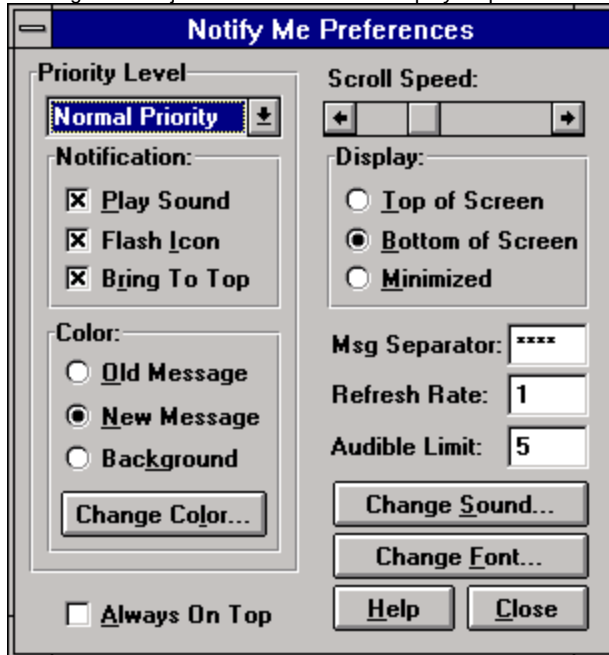 Notify Me Preferences
Priority Level
Normal Priority
Notification:
Play Sound
Flash Icon
Bring To Top
Color:
Old Message
New Message
Background
Change Color...
Always On Top
Scroll Speed:
Display:
Top of Screen
Bottom of Screen
Minimized
Msg Separator: ****
Refresh Rate: 1
Audible Limit: 5
Change Sound...
Change Font...
Help Close